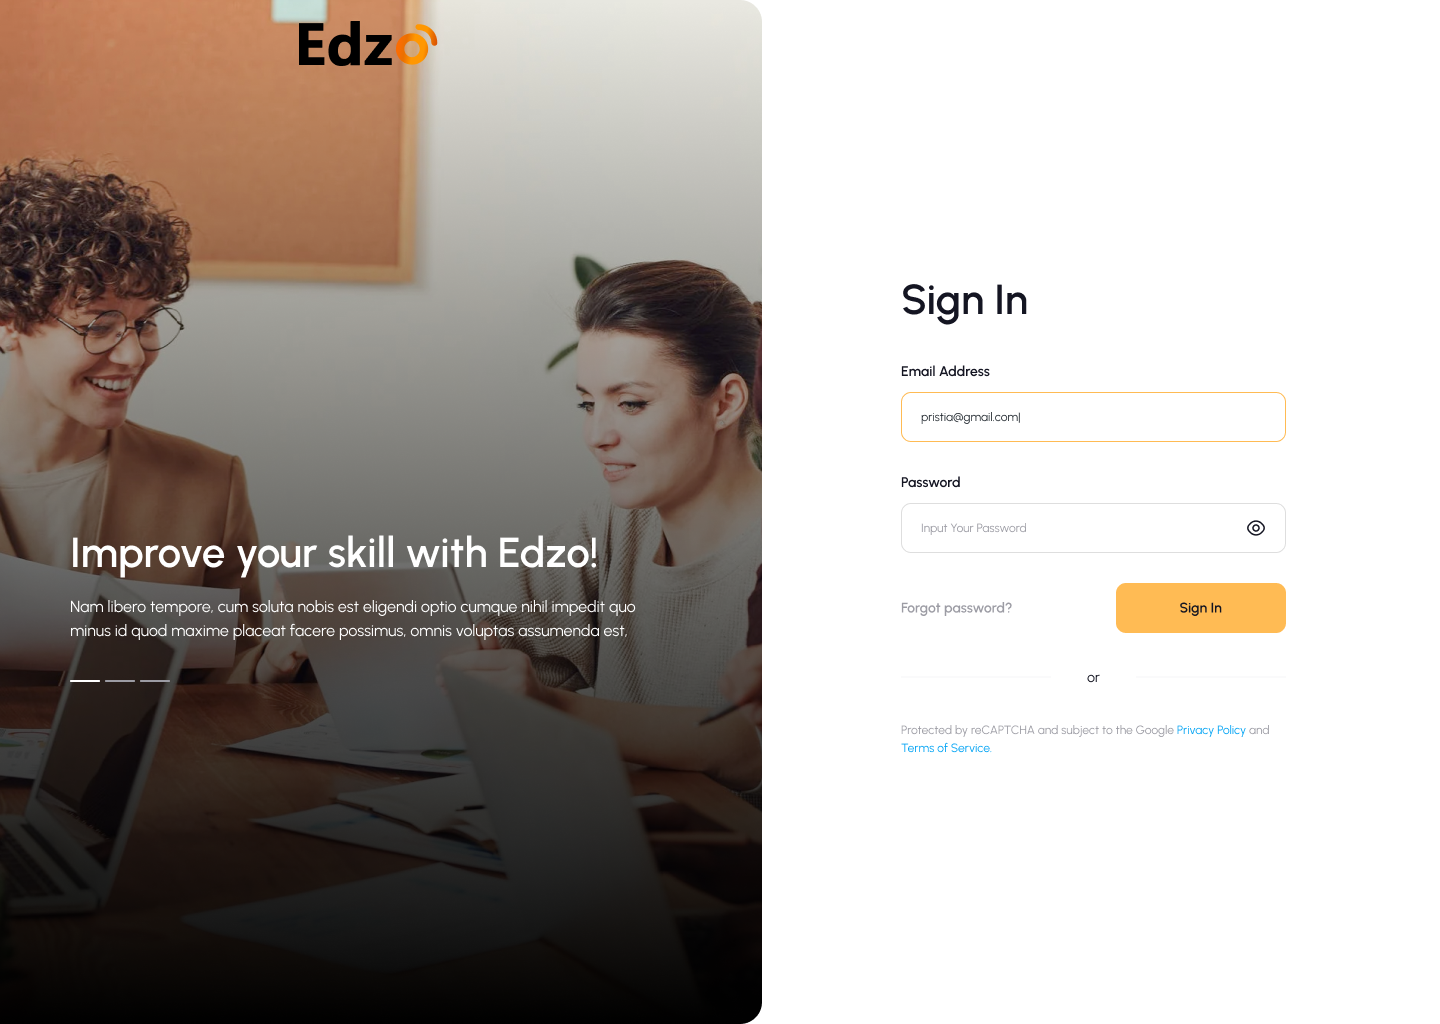 Edzo
Improve your skill with Edzo!
Nam libero tempore, cum soluta nobis est eligendi optio cumque nihil impedit quo
minus id quod maxime placeat facere possimus, omnis voluptas assumenda est,
Sign In
Email Address
pristia@gmail.com|
Password
Input Your Password
Forgot password?
Sign In
or
Protected by reCAPTCHA and subject to the Google Privacy Policy and
Terms of Service.